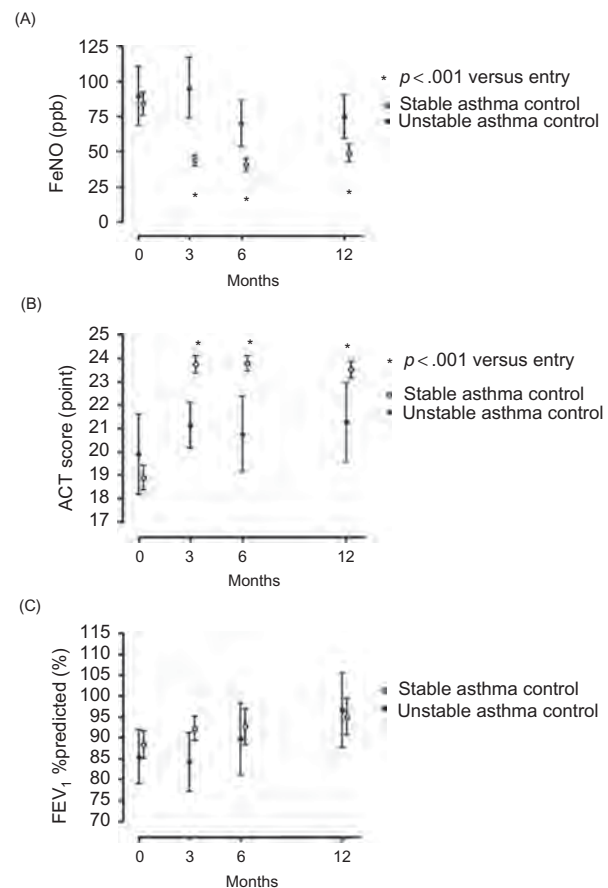 (A)
125
100
75
50
25
0
FeNO (ppb)
* p < .001 versus entry
Stable asthma control
Unstable asthma control
* * *
0 3 6 12
Months
(B)
25
24
23
22
21
20
19
18
17
ACT score (point)
* * *
* p < .001 versus entry
Stable asthma control
Unstable asthma control
0 3 6 12
Months
(C)
115
110
105
100
95
90
85
80
75
70
FEV1 %predicted (%)
Stable asthma control
Unstable asthma control
0 3 6 12
Months